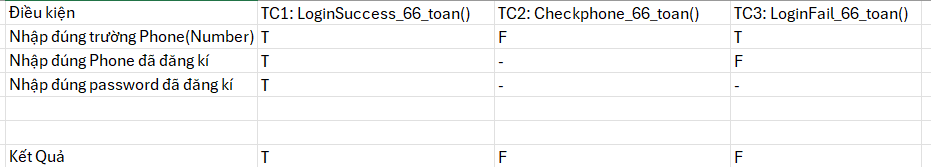 Điều kiện TC1: LoginSuccess_66_toan() TC2: Checkphone_66_toan() TC3: LoginFail_66_toan()
Nhập đúng trường Phone(Number) T F T
Nhập đúng Phone đã đăng kí T - F
Nhập đúng password đã đăng kí T - -
Kết Quả T F F